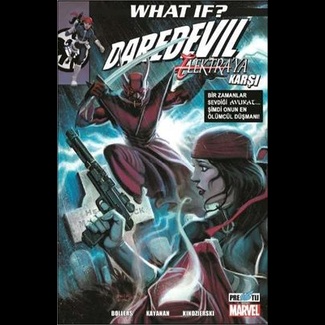 WHAT IF?
DAREDEVIL
ELEKTRA'YA
KARŞI
BİR ZAMANLAR
SEVDİĞİ AVUKAT...
ŞİMDİ ONUN EN
ÖLÜMCÜL DÜŞMANI!
BOLLERS KAYANAN KINDZIERSKI
MARVEL